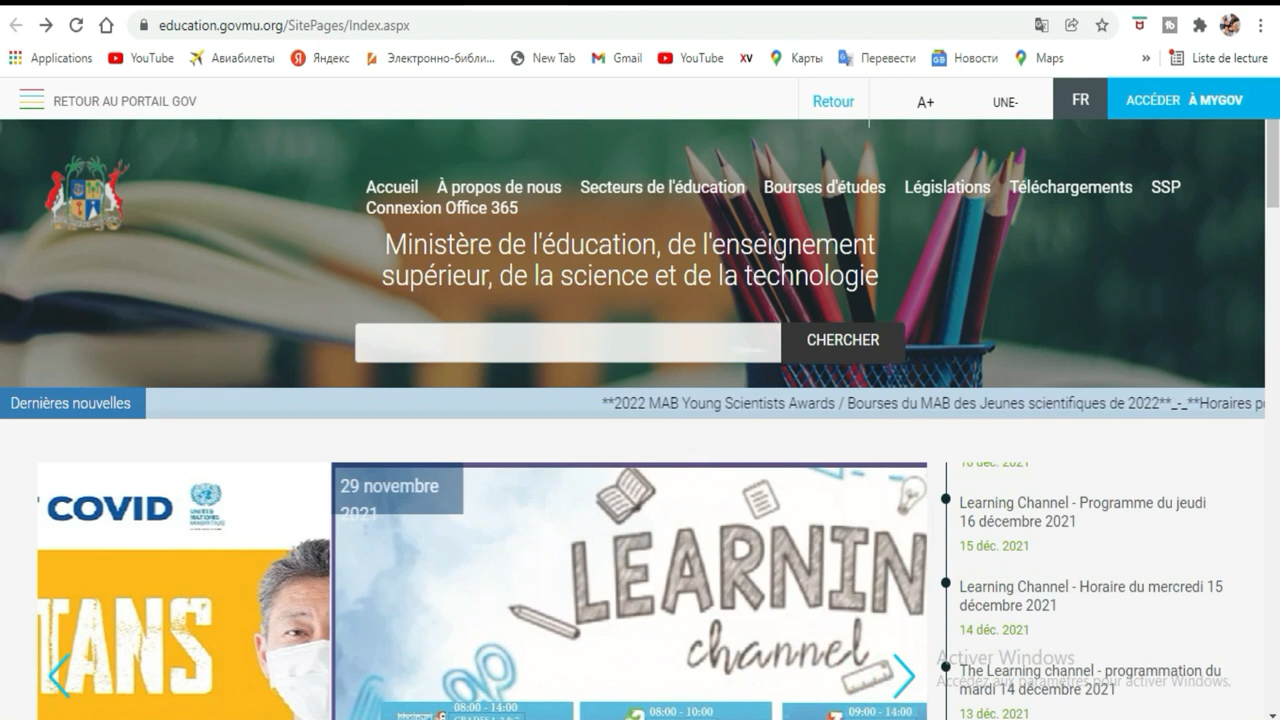 education.govmu.org/SitePages/Index.aspx
Applications YouTube Авиабилеты Яндекс Электронно-библи... New Tab Gmail YouTube XV Карты Перевести Новости Maps » Liste de lecture
RETOUR AU PORTAIL GOV Retour A+ UNE- FR ACCÉDER À MYGOV
Accueil À propos de nous Secteurs de l'éducation Bourses d'études Législations Téléchargements SSP
Connexion Office 365
Ministère de l'éducation, de l'enseignement
supérieur, de la science et de la technologie
CHERCHER
Dernières nouvelles **2022 MAB Young Scientists Awards / Bourses du MAB des Jeunes scientifiques de 2022**_-_**Horaires p
COVID
UNITED NATIONS
TANS
29 novembre
2021
LEARNIN
channel
08:00 - 14:00
08:00 - 10:00
09:00 - 14:00
16 déc. 2021
Learning Channel - Programme du jeudi
16 décembre 2021
15 déc. 2021
Learning Channel - Horaire du mercredi 15
décembre 2021
14 déc. 2021
The Learning channel - programmation du
mardi 14 décembre 2021
13 déc. 2021
Activer Windows
Accédez aux paramètres pour activer Windows.